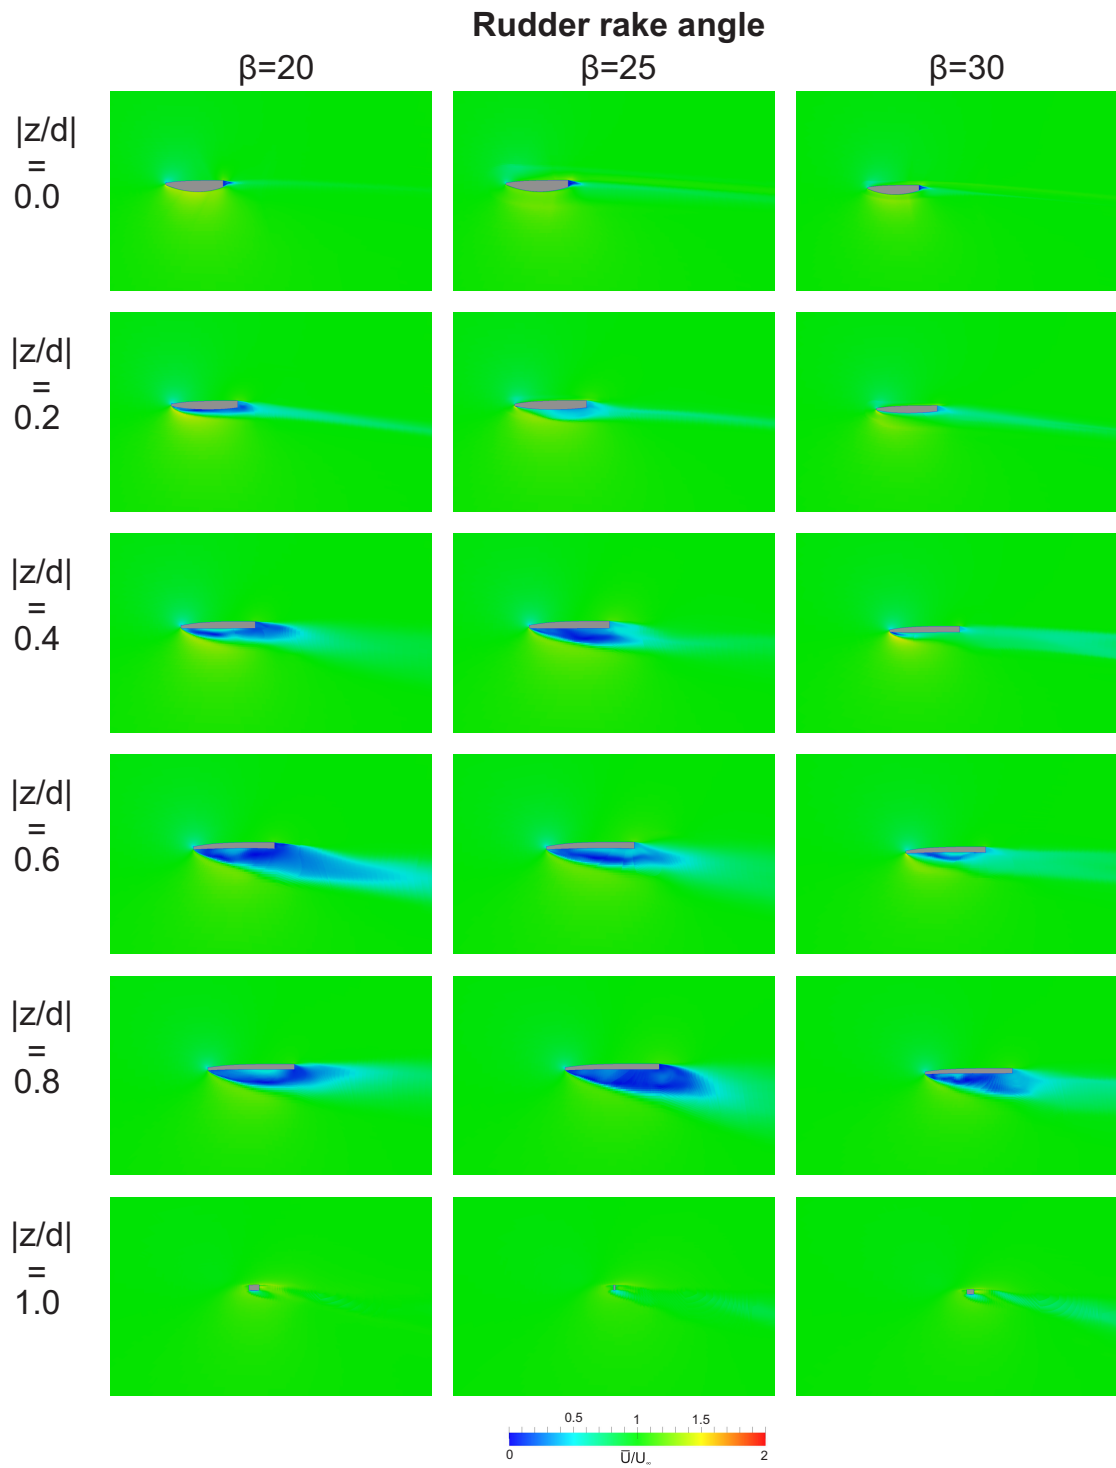 Rudder rake angle
β=20 β=25 β=30
|z/d|
=
0.0
|z/d|
=
0.2
|z/d|
=
0.4
|z/d|
=
0.6
|z/d|
=
0.8
|z/d|
=
1.0
0.5 1 1.5
0 U̅/U∞ 2